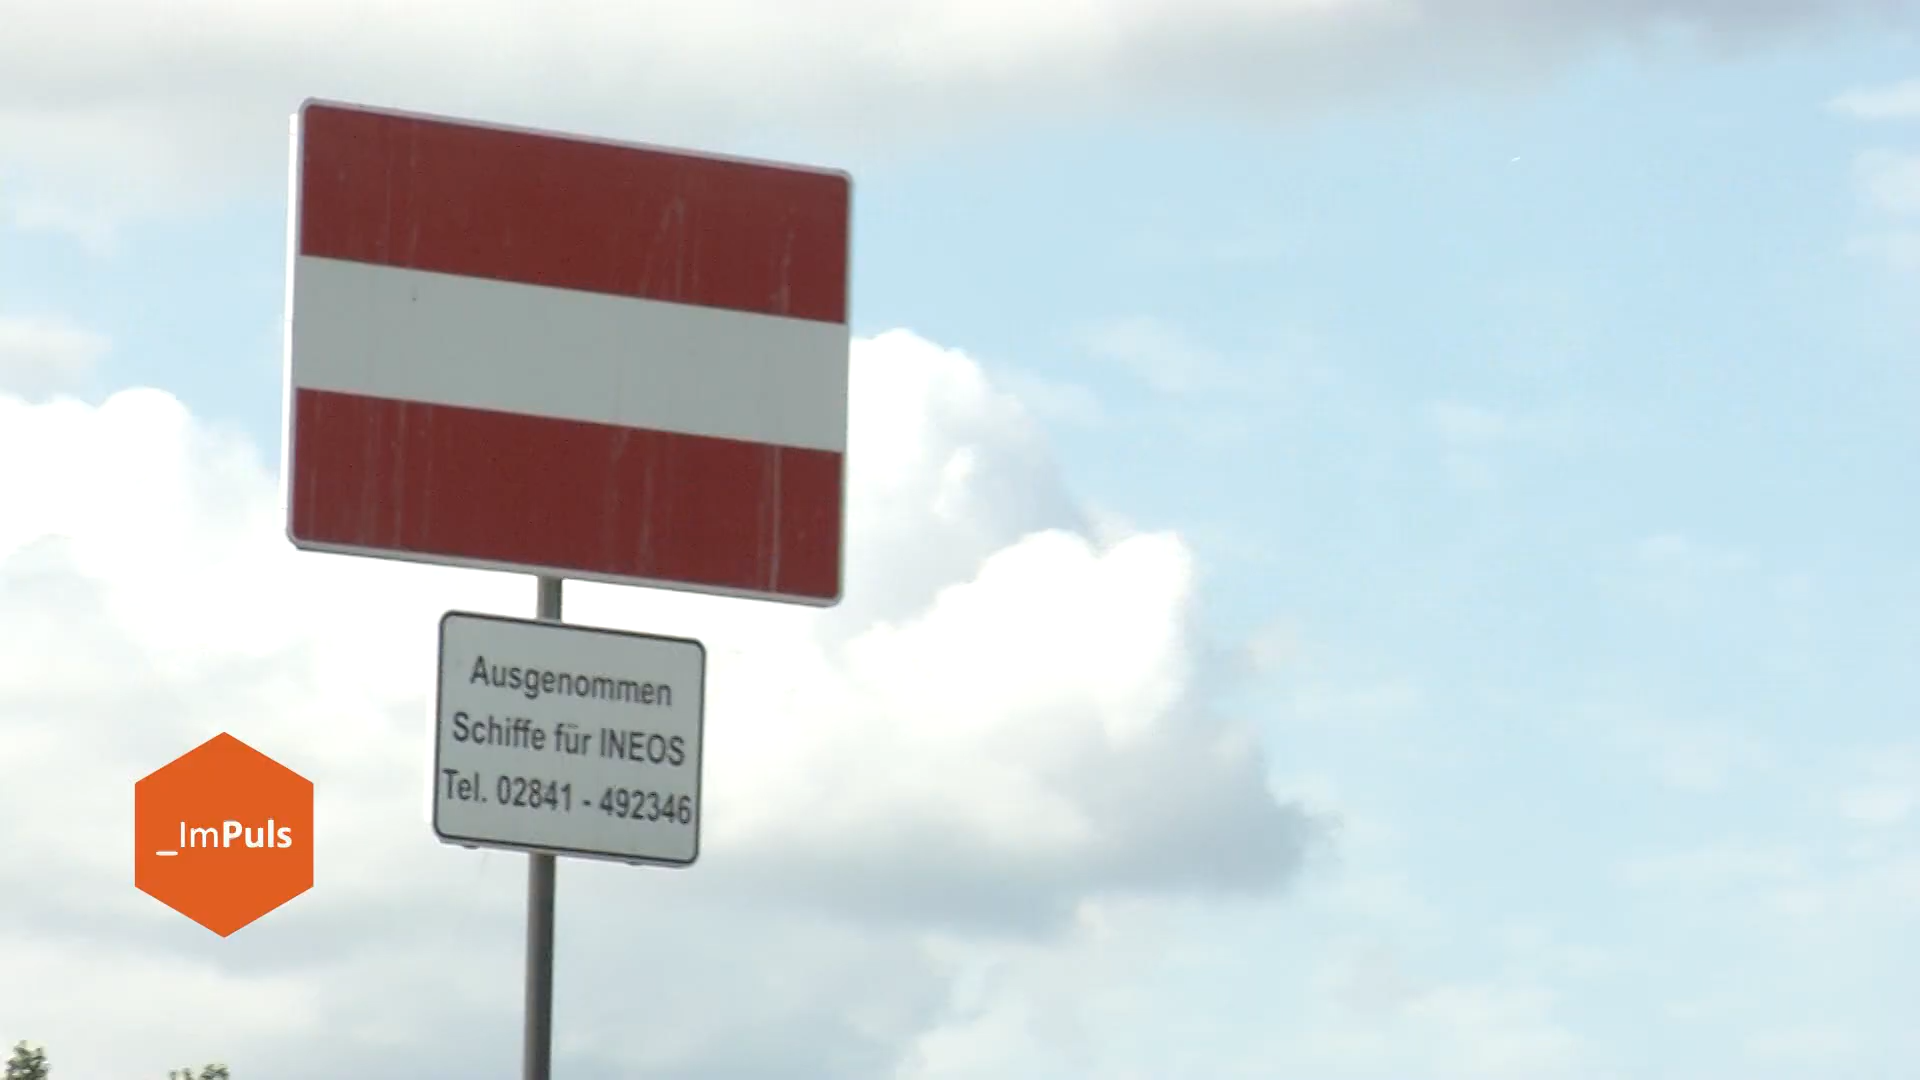 Ausgenommen
Schiffe für INEOS
Tel. 02841 - 492346
_ImPuls